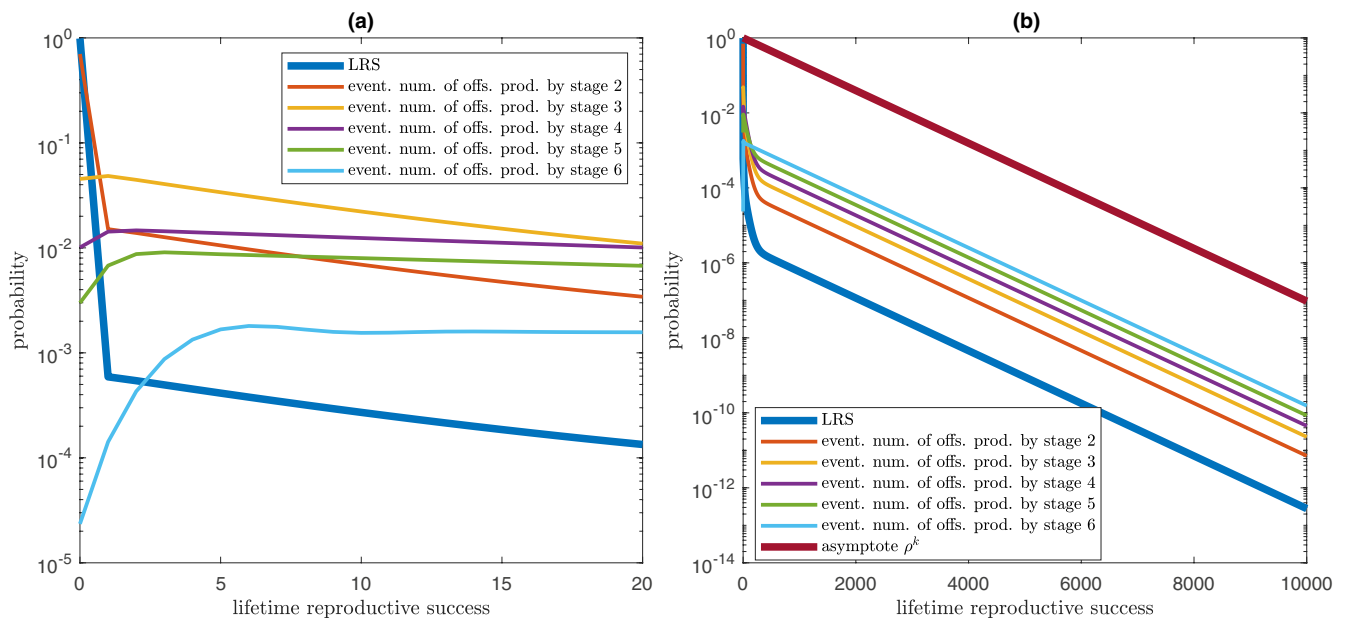 (a)
10^0
10^-1
10^-2
10^-3
10^-4
10^-5
probability
LRS
event. num. of offs. prod. by stage 2
event. num. of offs. prod. by stage 3
event. num. of offs. prod. by stage 4
event. num. of offs. prod. by stage 5
event. num. of offs. prod. by stage 6
0 5 10 15 20
lifetime reproductive success
(b)
10^0
10^-2
10^-4
10^-6
10^-8
10^-10
10^-12
10^-14
probability
LRS
event. num. of offs. prod. by stage 2
event. num. of offs. prod. by stage 3
event. num. of offs. prod. by stage 4
event. num. of offs. prod. by stage 5
event. num. of offs. prod. by stage 6
asymptote ρ^k
0 2000 4000 6000 8000 10000
lifetime reproductive success